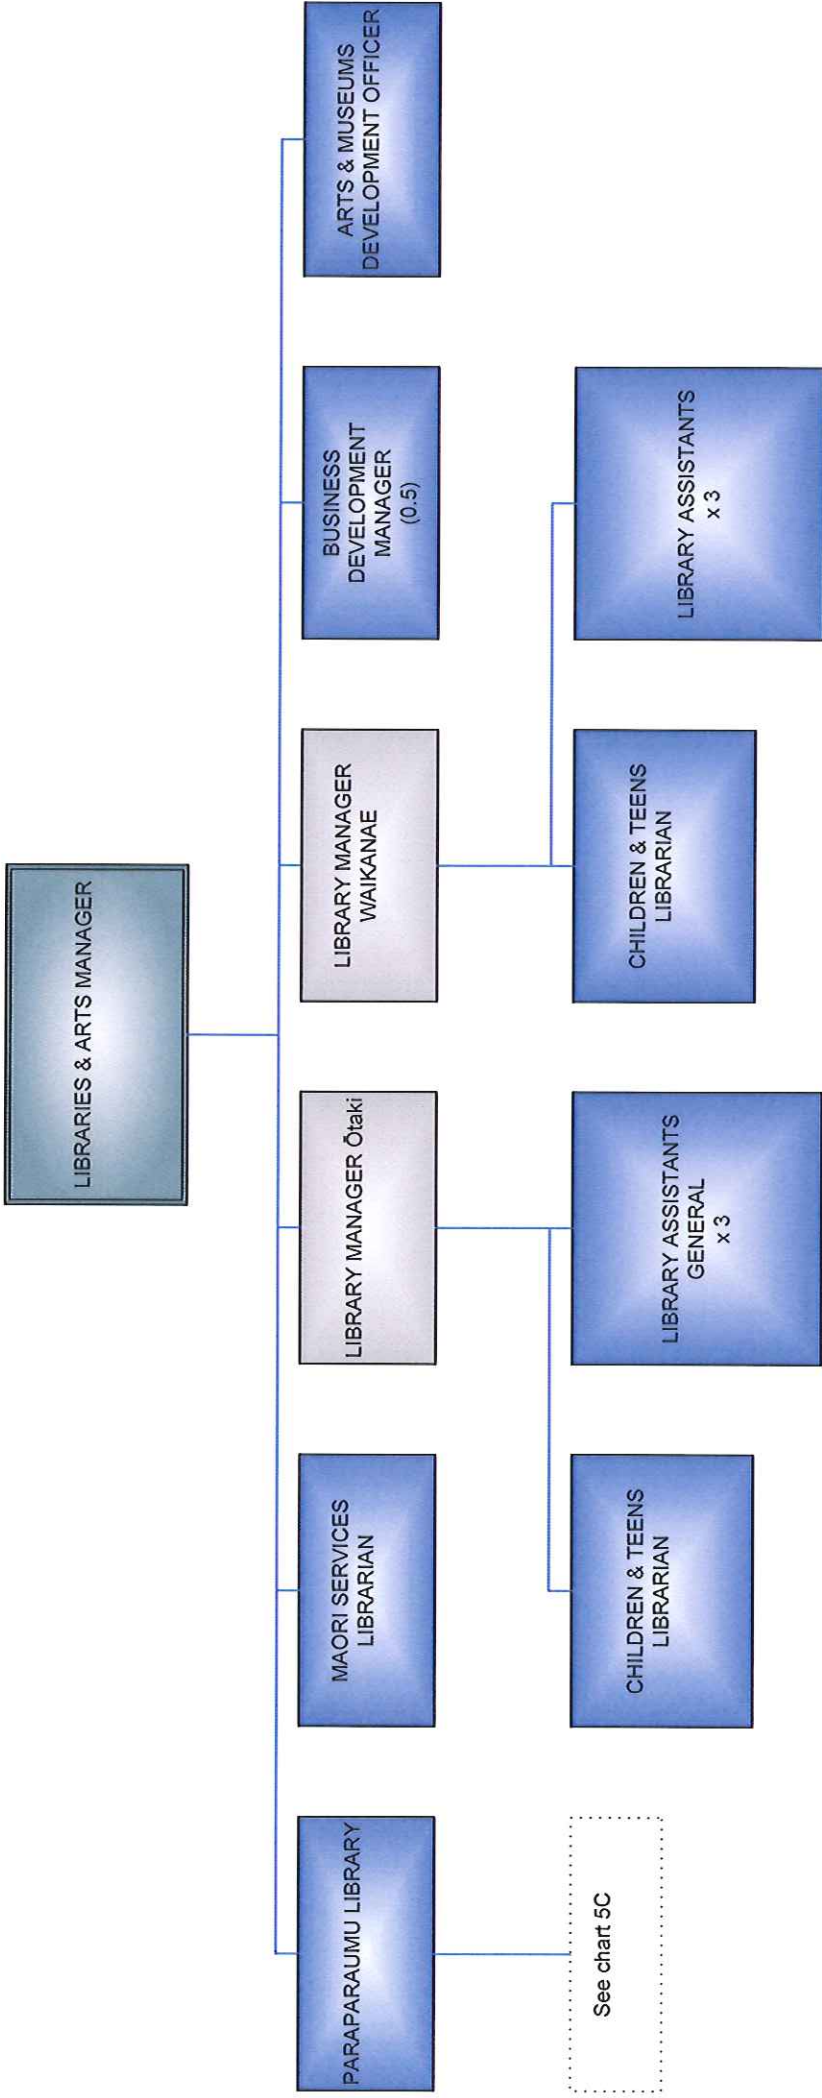 LIBRARIES & ARTS MANAGER
PARAPARAUMU LIBRARY
MAORI SERVICES
LIBRARIAN
LIBRARY MANAGER Ōtaki
LIBRARY MANAGER
WAIKANAE
BUSINESS
DEVELOPMENT
MANAGER
(0.5)
ARTS & MUSEUMS
DEVELOPMENT OFFICER
See chart 5C
CHILDREN & TEENS
LIBRARIAN
LIBRARY ASSISTANTS
GENERAL
x 3
CHILDREN & TEENS
LIBRARIAN
LIBRARY ASSISTANTS
x 3